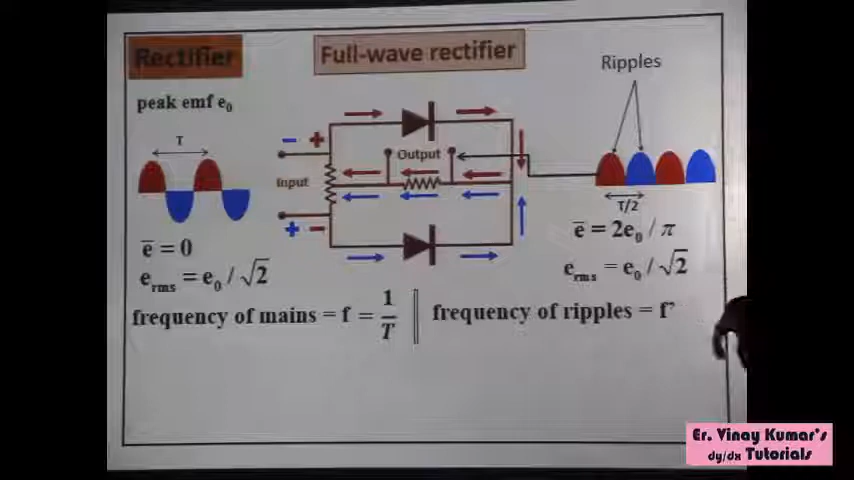 Rectifier
Full-wave rectifier
Ripples
peak emf e₀
T
− +
Output
Input
+ −
T/2
e̅ = 0
e̅ = 2e₀ / π
eᵣₘₛ = e₀ / √2
eᵣₘₛ = e₀ / √2
frequency of mains = f = 1/T
frequency of ripples = f'
Er. Vinay Kumar's
dy/dx Tutorials